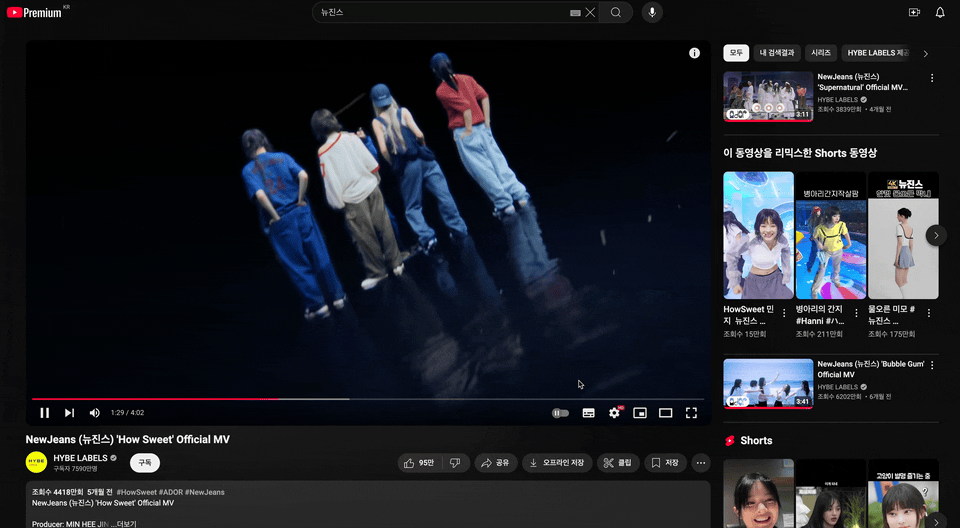 Premium KR
뉴진스
모두
내 검색결과
시리즈
HYBE LABELS 제공
NewJeans (뉴진스)
'Supernatural' Official MV...
HYBE LABELS
조회수 3839만회 • 4개월 전
3:11
이 동영상을 리믹스한 Shorts 동영상
병아리간지작살팜
4K
뉴진스
HowSweet 민
지 뉴진스 ...
조회수 15만회
병아리의 간지
#Hanni #ハ...
조회수 211만회
물오른 미모 #
뉴진스 ...
조회수 175만회
NewJeans (뉴진스) 'Bubble Gum'
Official MV
HYBE LABELS
조회수 6202만회 • 6개월 전
3:41
Shorts
고양이 발명 중
1:29 / 4:02
NewJeans (뉴진스) 'How Sweet' Official MV
HYBE
HYBE LABELS
구독자 7590만명
구독
95만
공유
오프라인 저장
클립
저장
조회수 4418만회 5개월 전 #HowSweet #ADOR #NewJeans
NewJeans (뉴진스) 'How Sweet' Official MV
Producer: MIN HEE JIN ...더보기